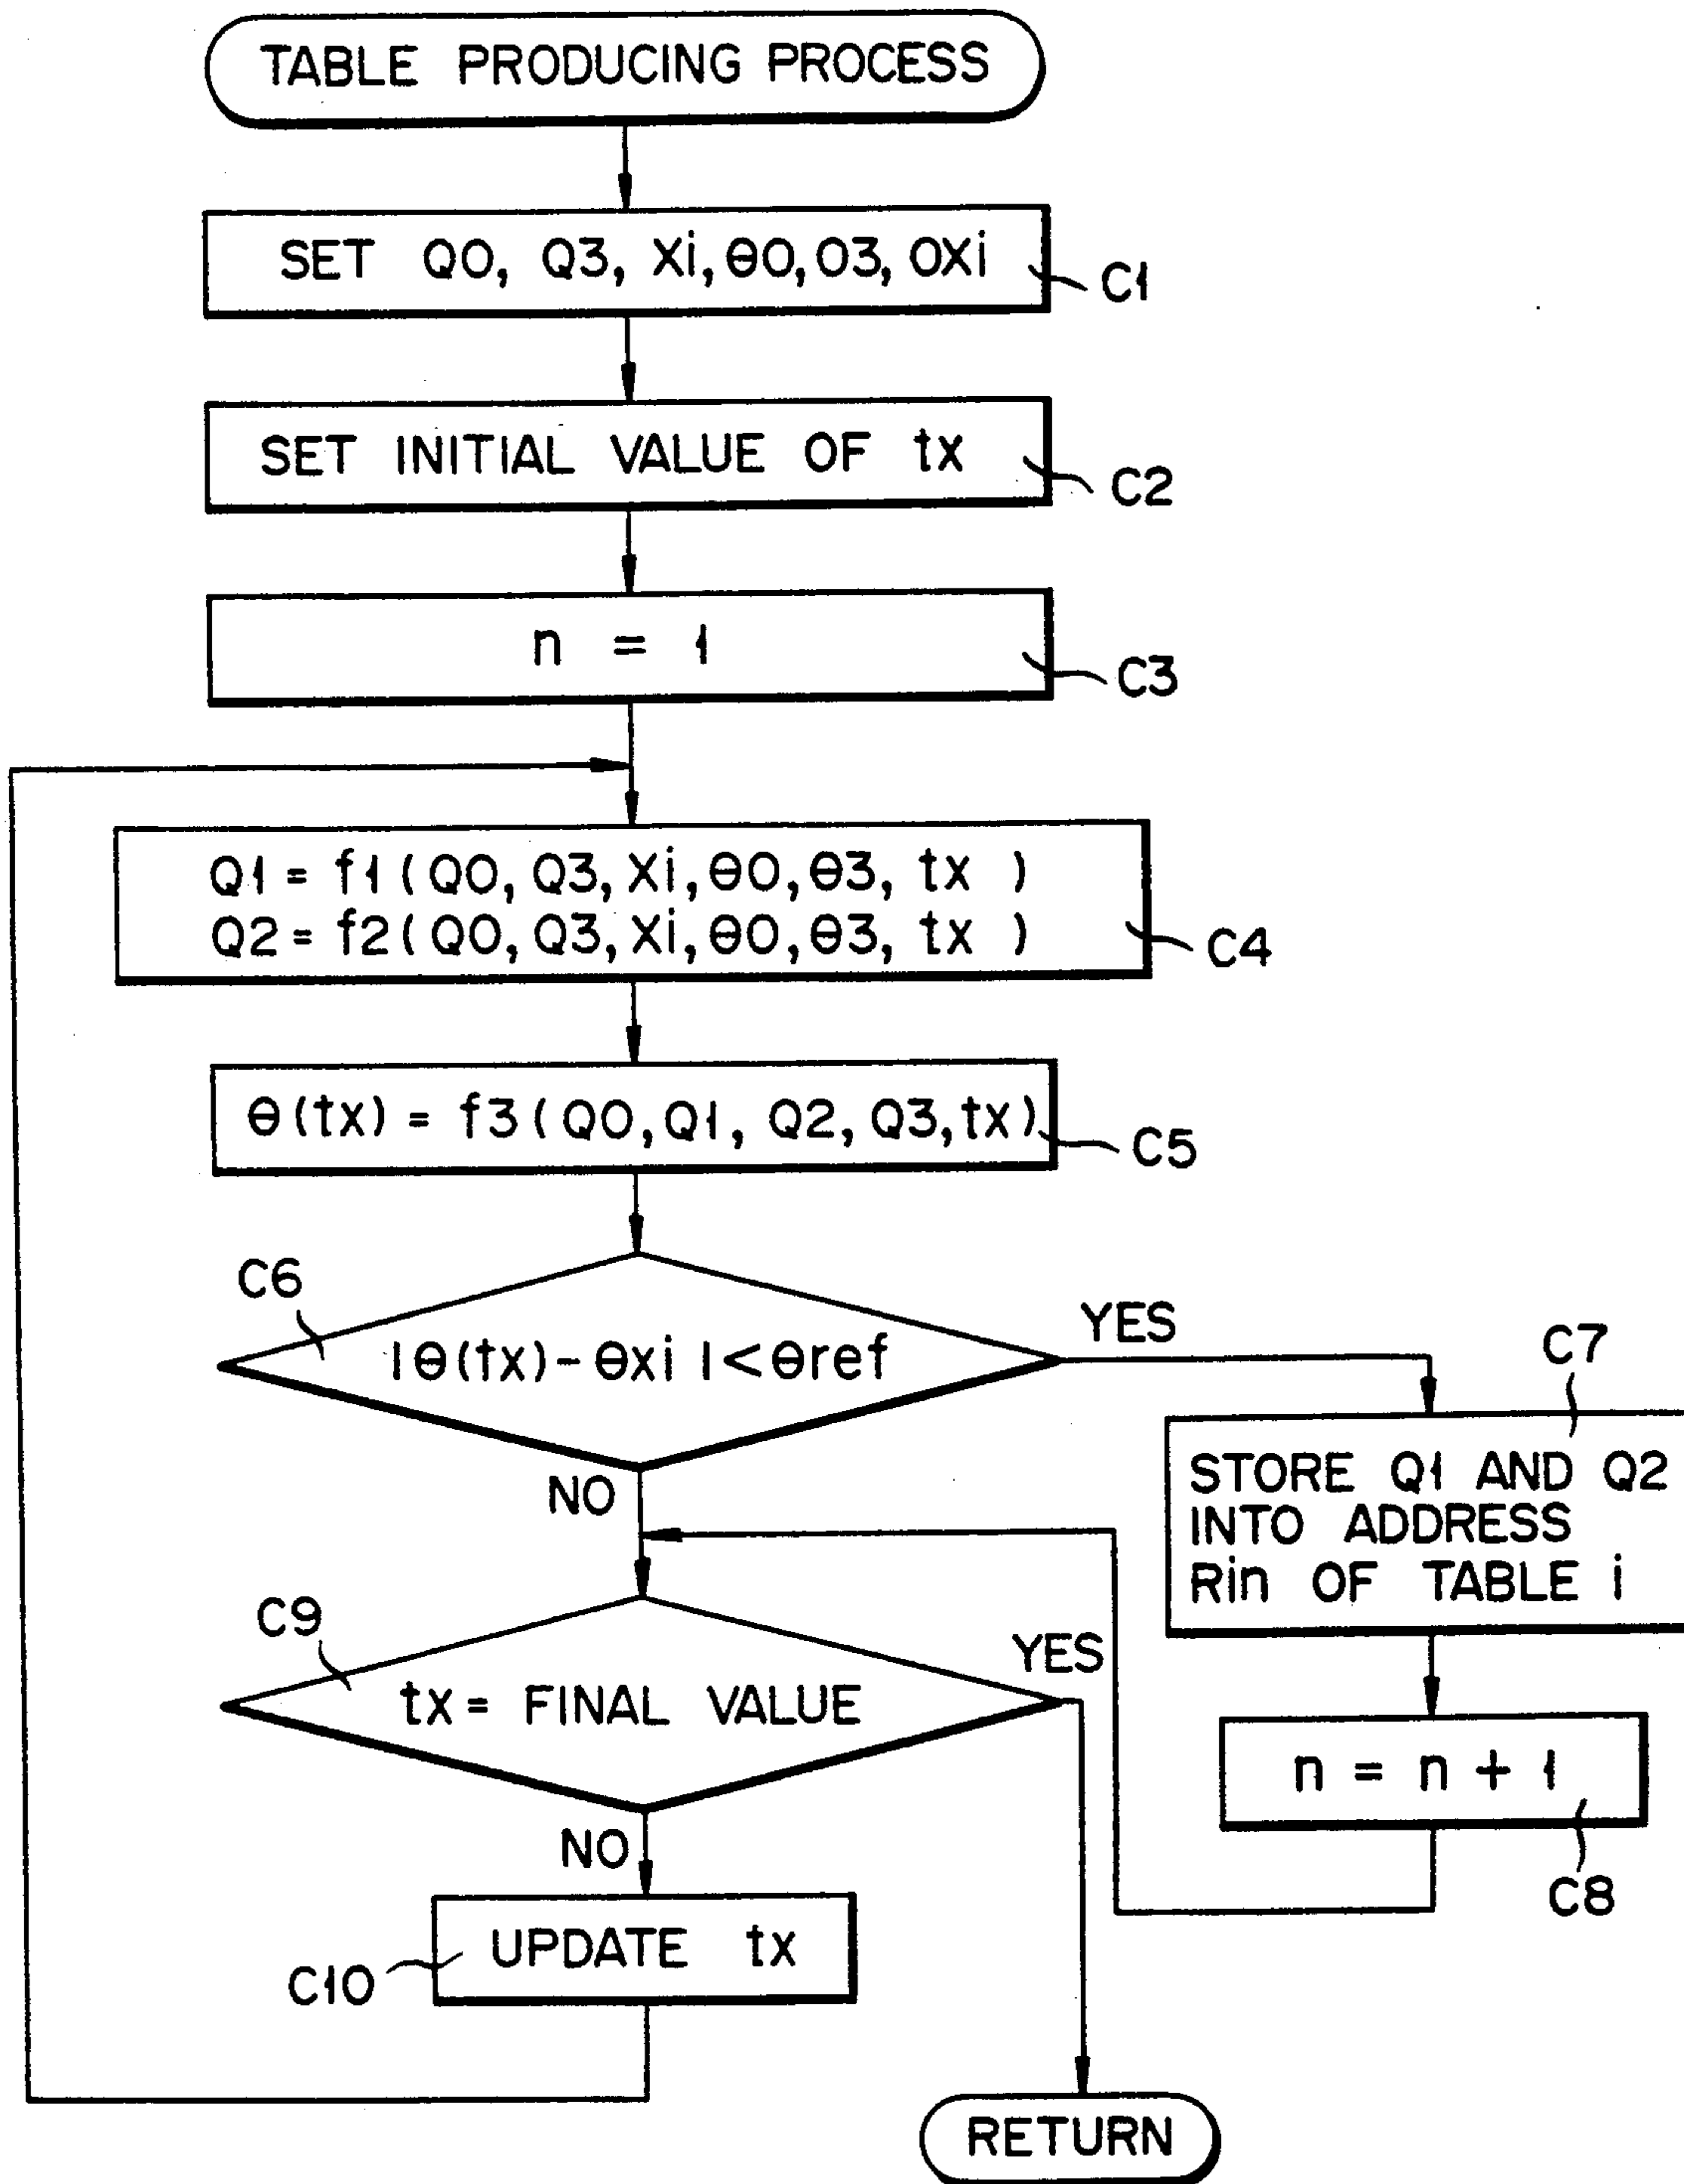 TABLE PRODUCING PROCESS
SET Q0, Q3, Xi, θ0, O3, OXi
C1
SET INITIAL VALUE OF tx
C2
n = 1
C3
Q1 = f1 ( Q0, Q3, Xi, θ0, θ3, tx )
Q2 = f2 ( Q0, Q3, Xi, θ0, θ3, tx )
C4
θ(tx) = f3 ( Q0, Q1, Q2, Q3, tx )
C5
C6
|θ(tx) - θxi | < θref
YES
NO
C7
STORE Q1 AND Q2
INTO ADDRESS
Rin OF TABLE i
C9
tx = FINAL VALUE
YES
NO
n = n + 1
C8
UPDATE tx
C10
RETURN